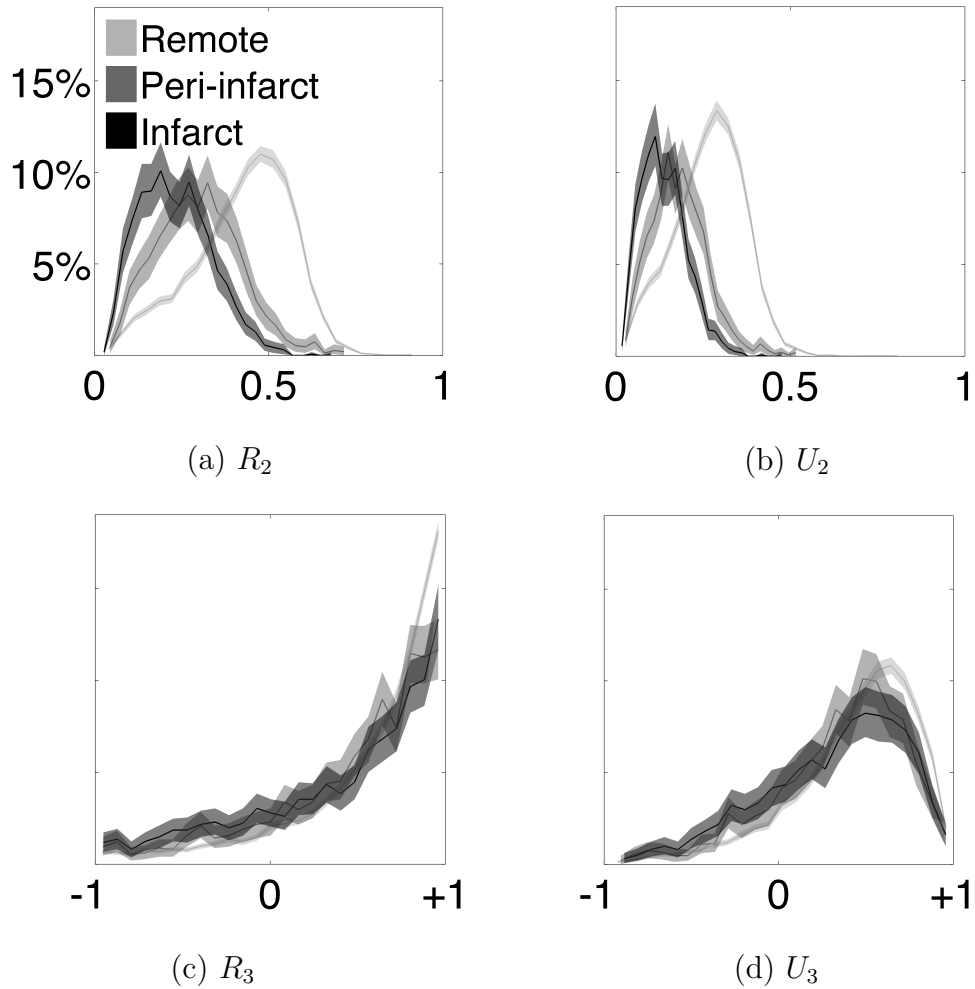 Remote
15% Peri-infarct
Infarct
10%
5%
0 0.5 1
0 0.5 1
(a) R₂
(b) U₂
-1 0 +1
-1 0 +1
(c) R₃
(d) U₃